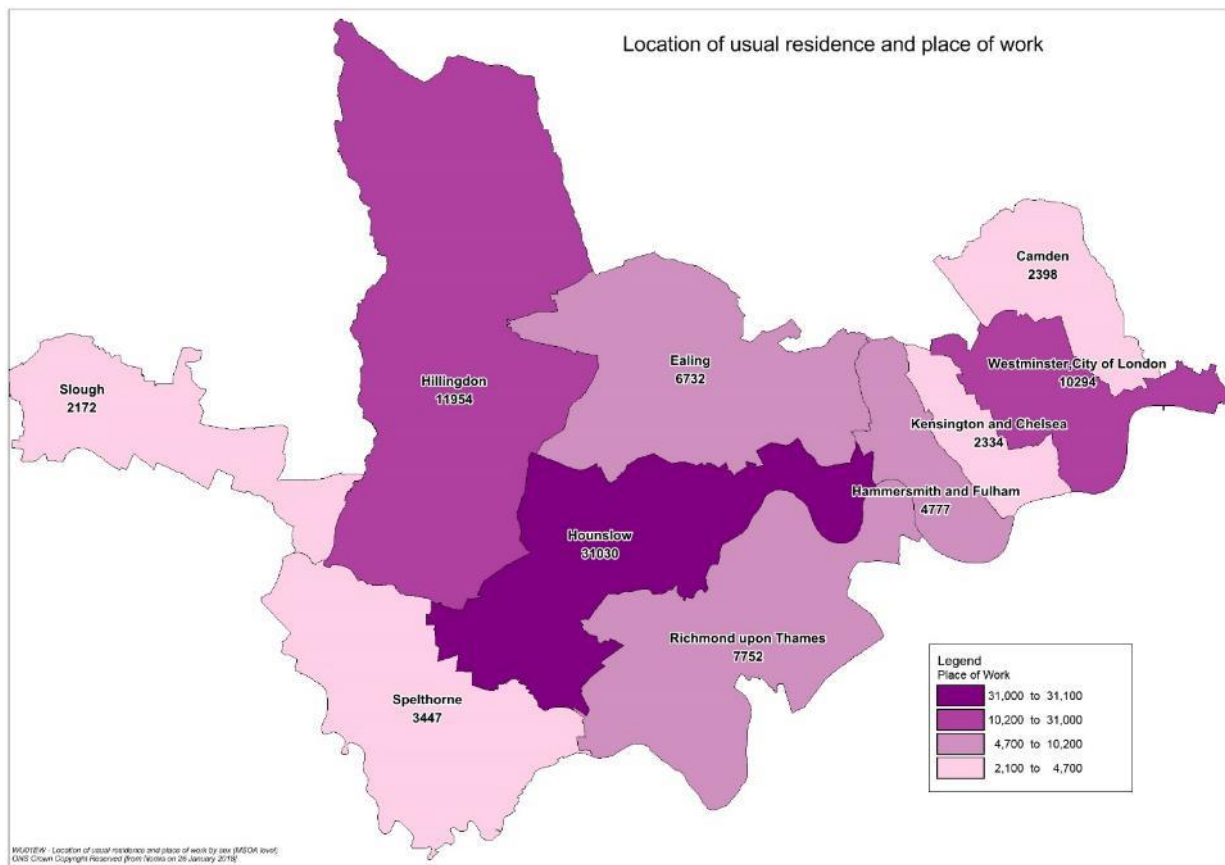 Location of usual residence and place of work
Camden
2398
Westminster,City of London
10294
Slough
2172
Hillingdon
11954
Ealing
6732
Kensington and Chelsea
2334
Hammersmith and Fulham
4777
Hounslow
31030
Richmond upon Thames
7752
Spelthorne
3447
Legend
Place of Work
31,000 to 31,100
10,200 to 31,000
4,700 to 10,200
2,100 to 4,700
WU01EW - Location of usual residence and place of work by sex (MSOA level)
ONS Crown Copyright Reserved [from Nomis on 26 January 2018]